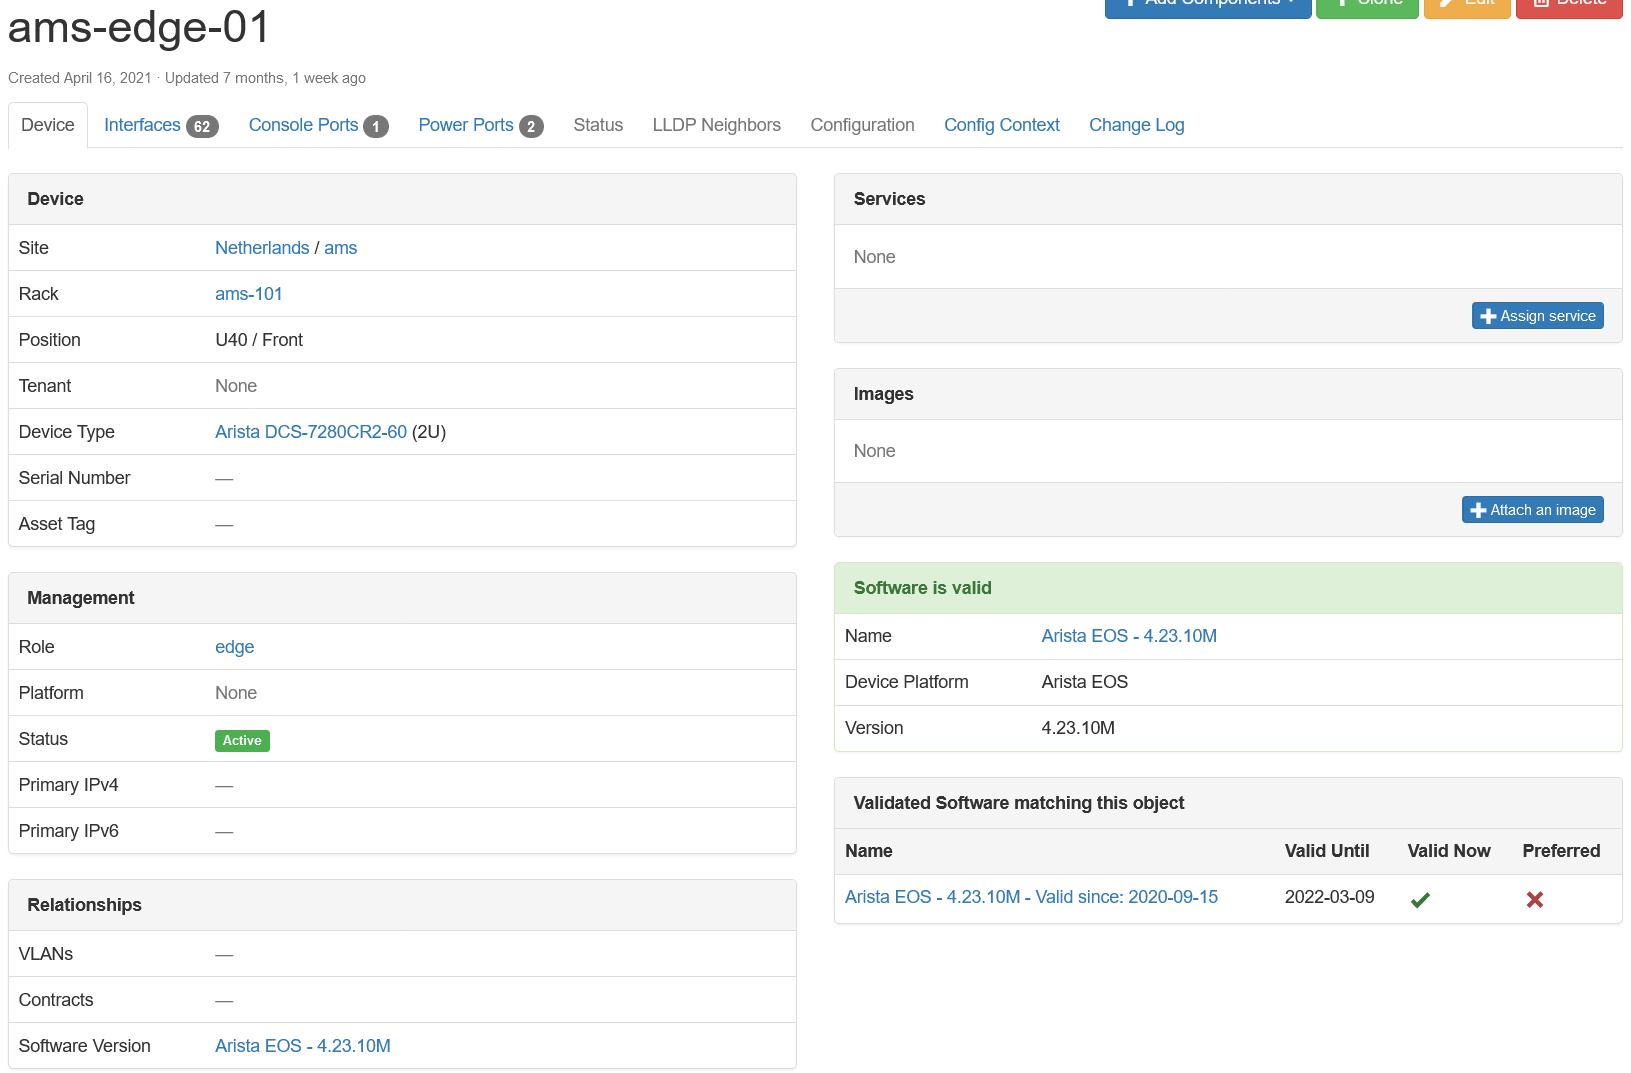 Add Components
Clone
Edit
Delete
ams-edge-01
Created April 16, 2021 · Updated 7 months, 1 week ago
Device
Interfaces 62
Console Ports 1
Power Ports 2
Status
LLDP Neighbors
Configuration
Config Context
Change Log
Device
Site Netherlands / ams
Rack ams-101
Position U40 / Front
Tenant None
Device Type Arista DCS-7280CR2-60 (2U)
Serial Number —
Asset Tag —
Management
Role edge
Platform None
Status Active
Primary IPv4 —
Primary IPv6 —
Relationships
VLANs —
Contracts —
Software Version Arista EOS - 4.23.10M
Services
None
Assign service
Images
None
Attach an image
Software is valid
Name Arista EOS - 4.23.10M
Device Platform Arista EOS
Version 4.23.10M
Validated Software matching this object
Name Valid Until Valid Now Preferred
Arista EOS - 4.23.10M - Valid since: 2020-09-15 2022-03-09